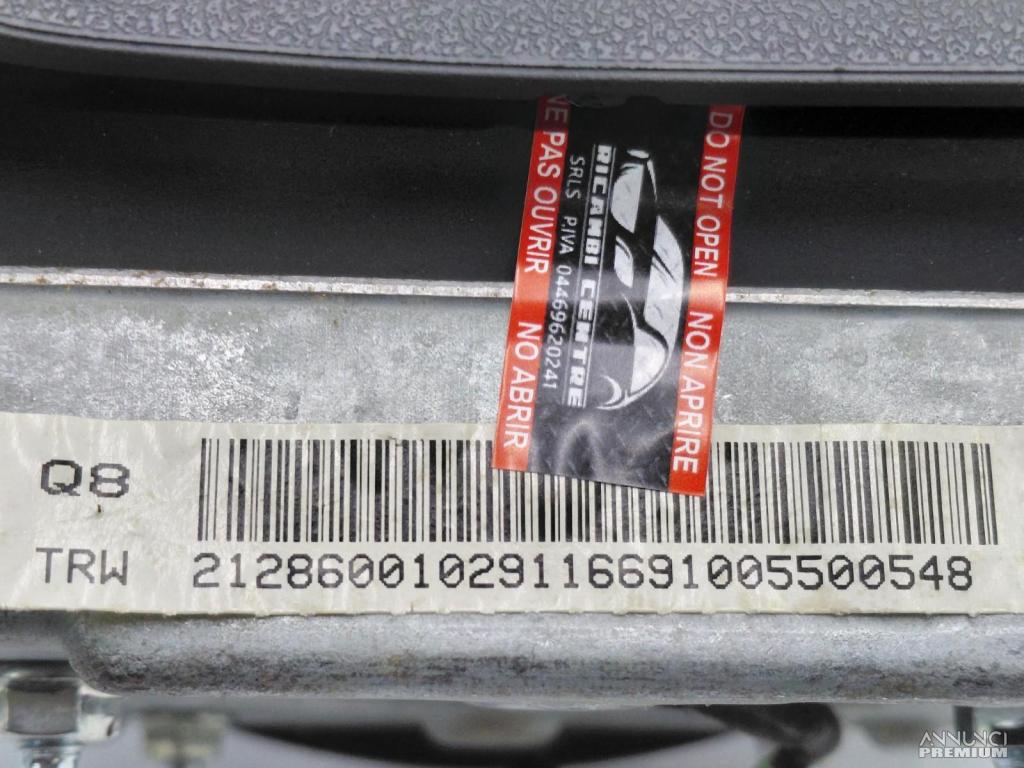 NE PAS OUVRIR NO ABRIR
SRLS P.IVA 04469620241
RICAMBI CENTRE
DO NOT OPEN NON APRIRE
Q8
TRW 21286001029116691005500548
ANNUNCI
PREMIUM